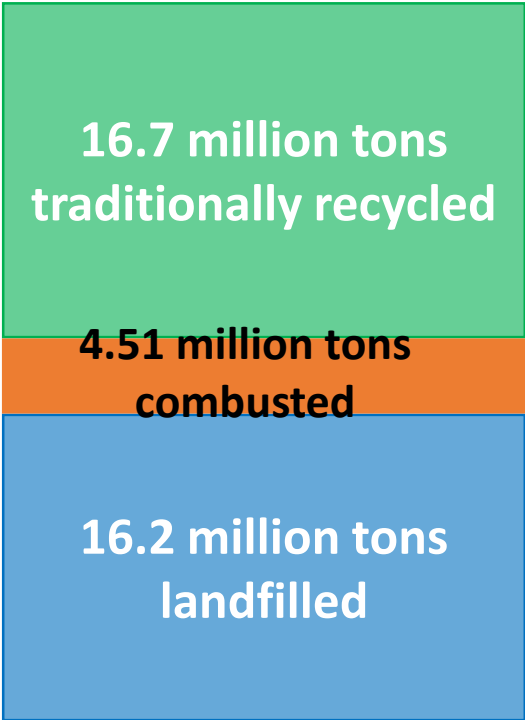 16.7 million tons
traditionally recycled
4.51 million tons
combusted
16.2 million tons
landfilled